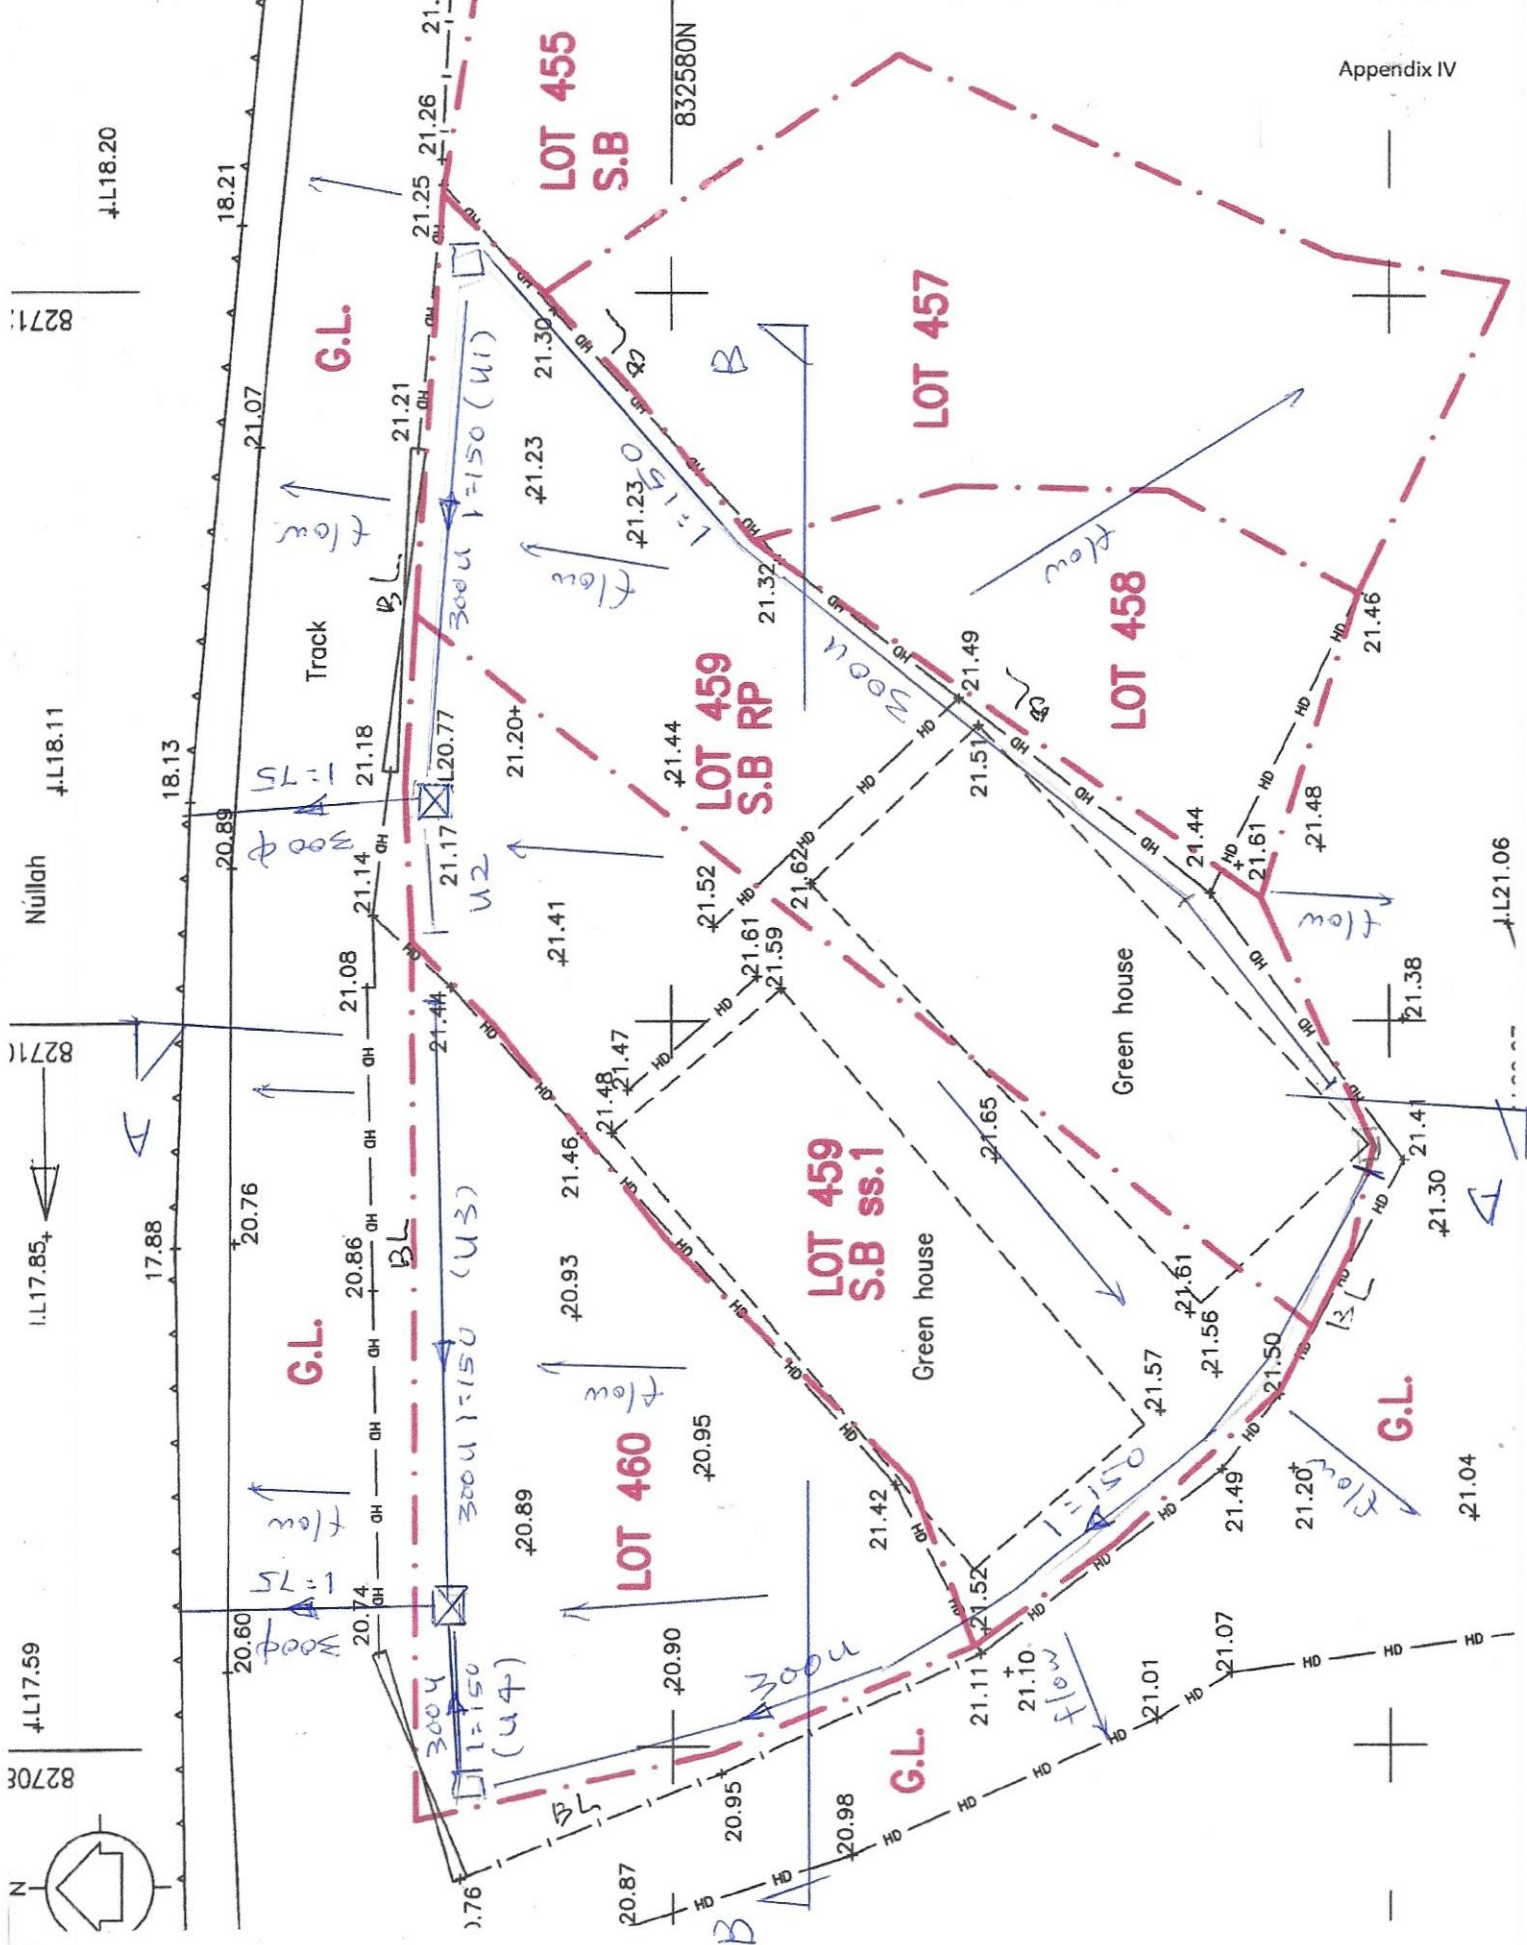 Appendix IV
N
Núllah
I.L17.59
I.L17.85
I.L18.11
I.L18.20
17.88
18.13
18.21
20.60
20.76
20.89
21.07
Track
G.L.
G.L.
flow
flow
300φ
1=75
300φ
1=75
A
BL
BL
20.74
20.86
21.08
21.14
21.18
21.21
21.25
21.26
300u
1=150
(U4)
300u 1=150 (U3)
U2
300u 1=150 (U1)
21.44
21.17
20.77
20.89
20.93
21.41
21.20
21.23
21.23
21.30
flow
flow
LOT 460
20.90
20.95
21.46
21.48
21.47
21.52
21.44
21.32
LOT 455
S.B
832580N
1=150
BL
BL
20.87
20.95
20.98
B
B
300u
LOT 459
S.B RP
LOT 459
S.B ss.1
Green house
21.42
21.61
21.59
21.62
21.51
21.49
300u
LOT 457
G.L.
21.11
21.10
21.52
21.65
flow
21.01
21.07
1=150
21.57
Green house
LOT 458
BL
flow
21.49
21.20
21.50
21.56
21.61
21.44
21.61
21.48
21.46
flow
flow
BL
G.L.
21.04
21.30
21.41
21.38
A
I.L21.06
HD